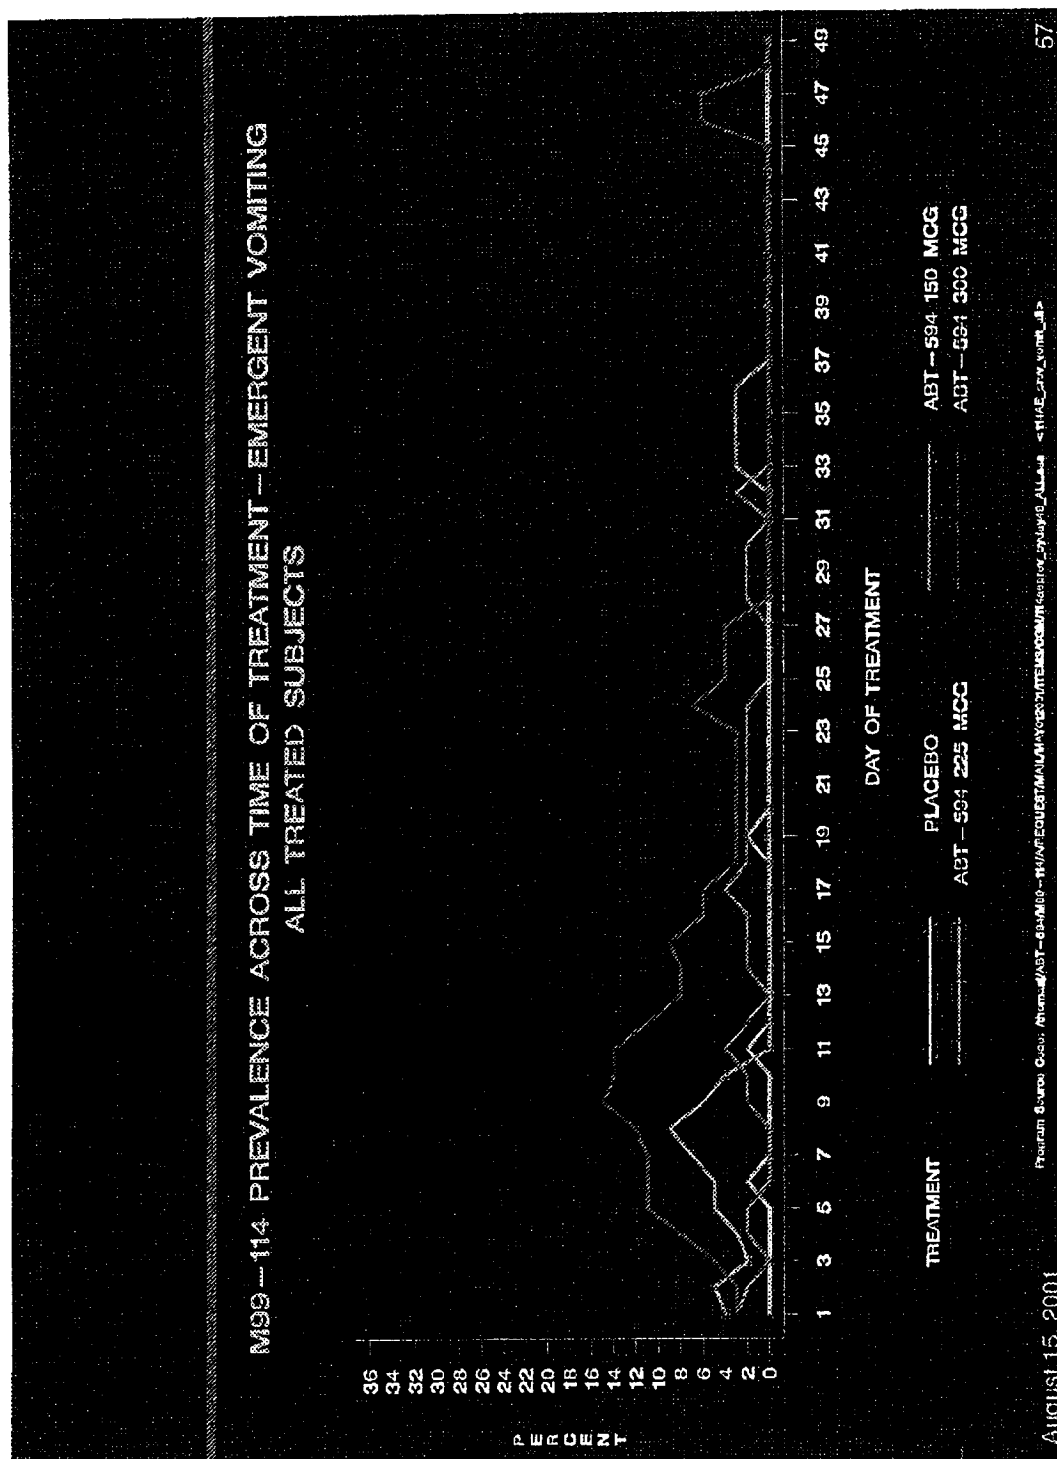 M99-114 PREVALENCE ACROSS TIME OF TREATMENT-EMERGENT VOMITING
ALL TREATED SUBJECTS
PERCENT
36
34
32
30
28
26
24
22
20
18
16
14
12
10
8
6
4
2
0
1 3 5 7 9 11 13 15 17 19 21 23 25 27 29 31 33 35 37 39 41 43 45 47 49
DAY OF TREATMENT
TREATMENT PLACEBO ABT-594 150 MCG
ABT-594 225 MCG ABT-594 300 MCG
Program Source Code:
August 15, 2001 57